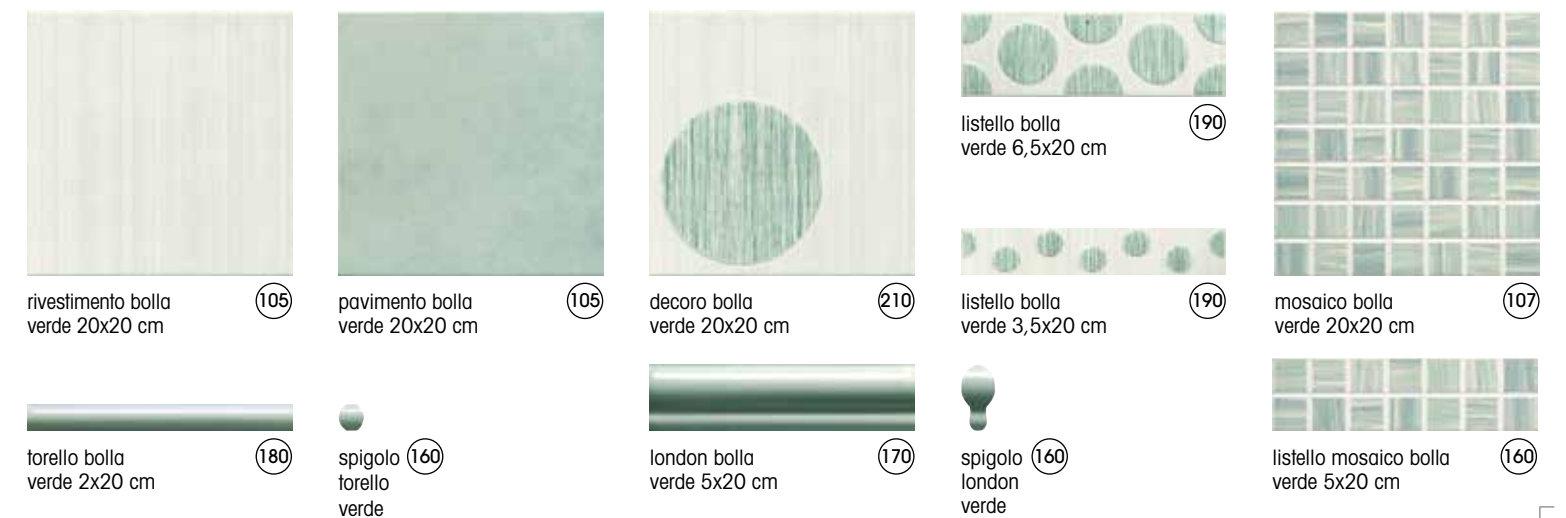 rivestimento bolla 105
verde 20x20 cm
pavimento bolla 105
verde 20x20 cm
decoro bolla 210
verde 20x20 cm
listello bolla 190
verde 6,5x20 cm
listello bolla 190
verde 3,5x20 cm
mosaico bolla 107
verde 20x20 cm
torello bolla 180
verde 2x20 cm
spigolo 160
torello
verde
london bolla 170
verde 5x20 cm
spigolo 160
london
verde
listello mosaico bolla 160
verde 5x20 cm